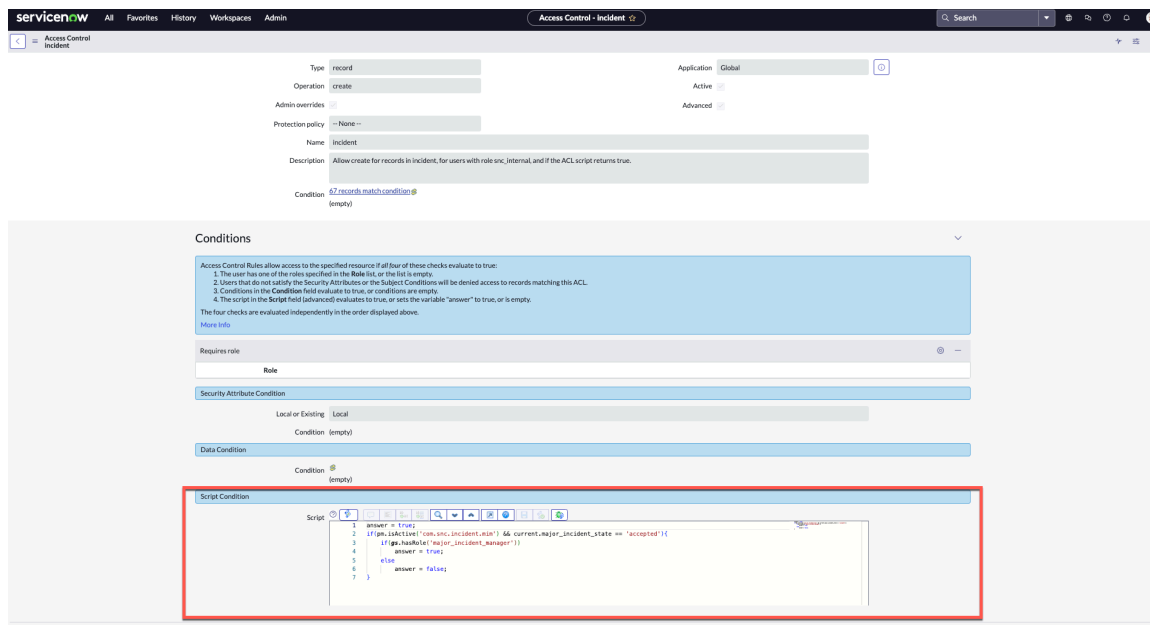 servicenow All Favorites History Workspaces Admin Access Control - incident Search
Access Control
incident
Type record Application Global
Operation create Active
Admin overrides Advanced
Protection policy -- None --
Name incident
Description Allow create for records in incident, for users with role snc_internal, and if the ACL script returns true.
Condition 67 records match condition
(empty)
Conditions
Access Control Rules allow access to the specified resource if all four of these checks evaluate to true:
1. The user has one of the roles specified in the Role list, or the list is empty.
2. Users that do not satisfy the Security Attributes or the Subject Conditions will be denied access to records matching this ACL.
3. Conditions in the Condition field evaluate to true, or conditions are empty.
4. The script in the Script field (advanced) evaluates to true, or sets the variable "answer" to true, or is empty.
The four checks are evaluated independently in the order displayed above.
More Info
Requires role
Role
Security Attribute Condition
Local or Existing Local
Condition (empty)
Data Condition
Condition
(empty)
Script Condition
Script
1 answer = true;
2 if(pm.isActive('com.snc.incident.mim') && current.major_incident_state == 'accepted'){
3 if(gs.hasRole('major_incident_manager'))
4 answer = true;
5 else
6 answer = false;
7 }